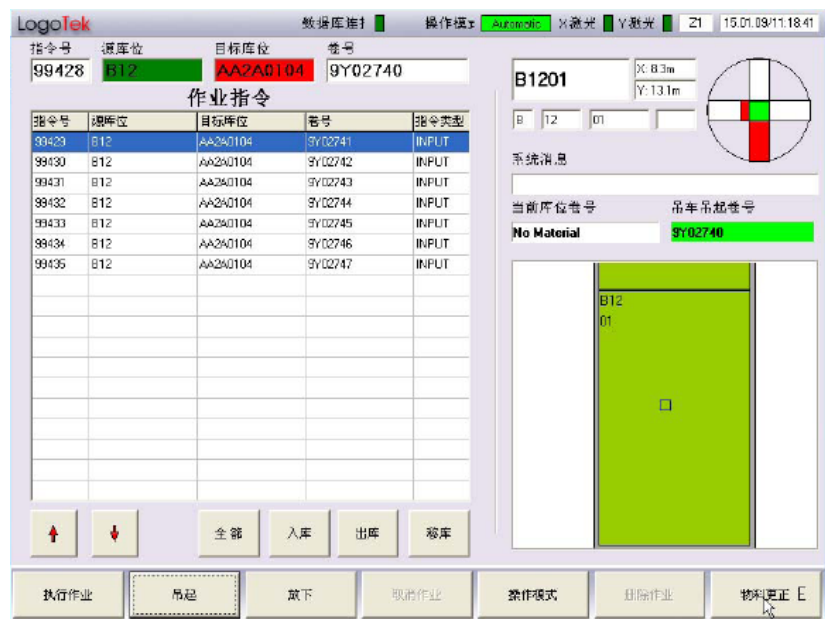 LogoTek 数据库连 操作模 Automatic X激光 Y激光 Z1 15.01.09/11:18:41
指令号 源库位 目标库位 卷号
99428 B12 AA2A0104 9Y02740
作业指令
指令号 源库位 目标库位 卷号 指令类型
99429 B12 AA2A0104 9Y02741 INPUT
99430 B12 AA2A0104 9Y02742 INPUT
99431 B12 AA2A0104 9Y02743 INPUT
99432 B12 AA2A0104 9Y02744 INPUT
99433 B12 AA2A0104 9Y02745 INPUT
99434 B12 AA2A0104 9Y02746 INPUT
99435 B12 AA2A0104 9Y02747 INPUT
全部 入库 出库 移库
B1201 X: 8.3m
Y: 13.1m
B 12 01
系统消息
当前库位卷号 吊车吊起卷号
No Material 9Y02740
B12
01
执行作业 吊起 放下 取消作业 操作模式 删除作业 物料更正 E